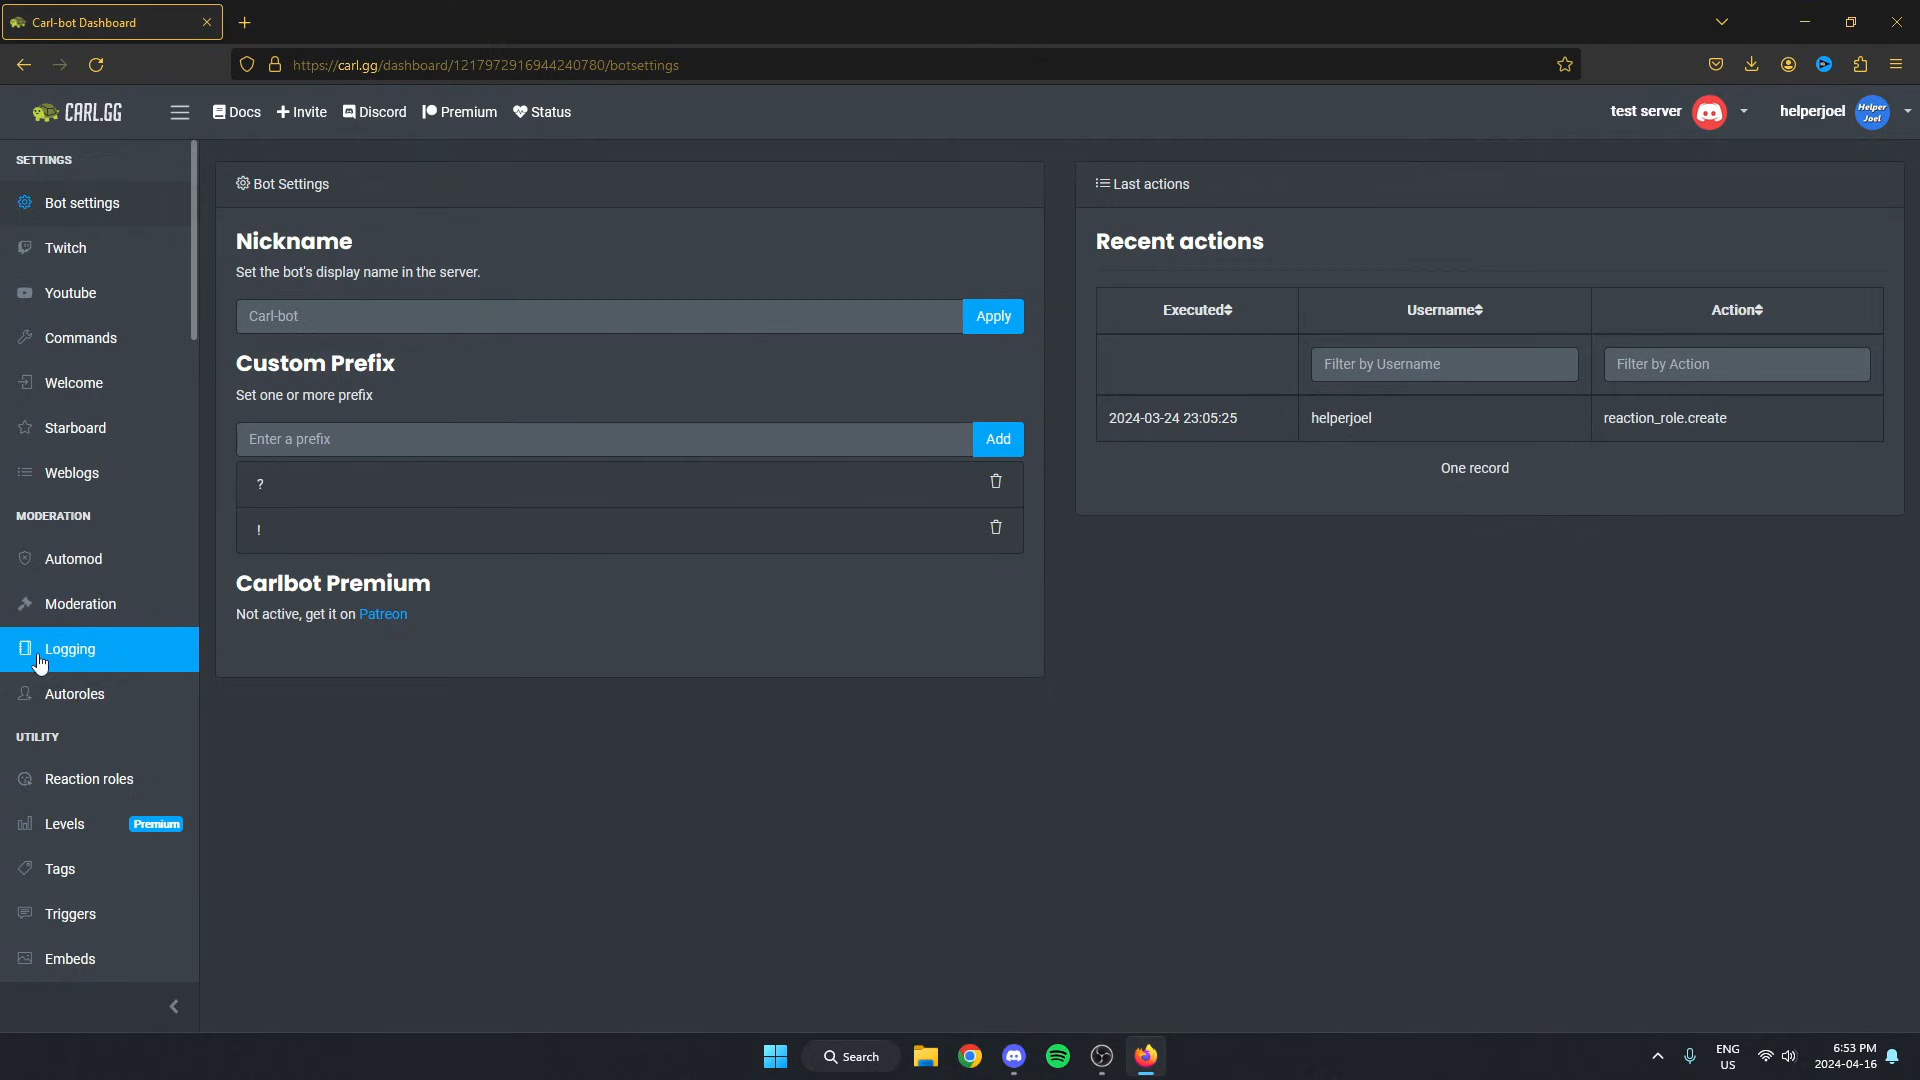 Carl-bot Dashboard
https://carl.gg/dashboard/1217972916944240780/botsettings
CARL.GG
Docs
Invite
Discord
Premium
Status
test server
helperjoel
Helper
Joel
SETTINGS
Bot settings
Twitch
Youtube
Commands
Welcome
Starboard
Weblogs
MODERATION
Automod
Moderation
Logging
Autoroles
UTILITY
Reaction roles
Levels Premium
Tags
Triggers
Embeds
Bot Settings
Nickname
Set the bot's display name in the server.
Carl-bot Apply
Custom Prefix
Set one or more prefix
Enter a prefix Add
?
!
Carlbot Premium
Not active, get it on Patreon
Last actions
Recent actions
Executed Username Action
Filter by Username Filter by Action
2024-03-24 23:05:25 helperjoel reaction_role.create
One record
Search
ENG
US
6:53 PM
2024-04-16